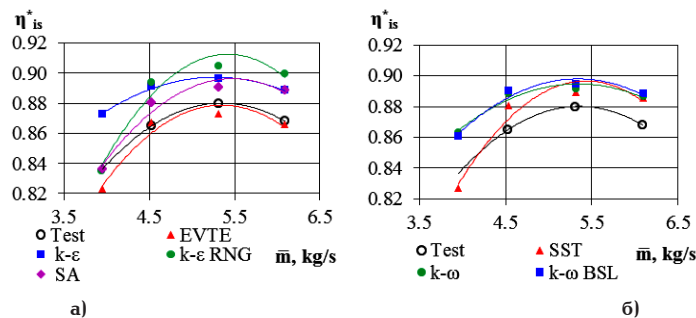 η*is η*is
0.92 0.92
0.90 0.90
0.88 0.88
0.86 0.86
0.84 0.84
0.82 0.82
3.5 4.5 5.5 6.5 3.5 4.5 5.5 6.5
Test EVTE m̅, kg/s Test SST m̅, kg/s
k-ε k-ε RNG k-ω k-ω BSL
SA
а) б)